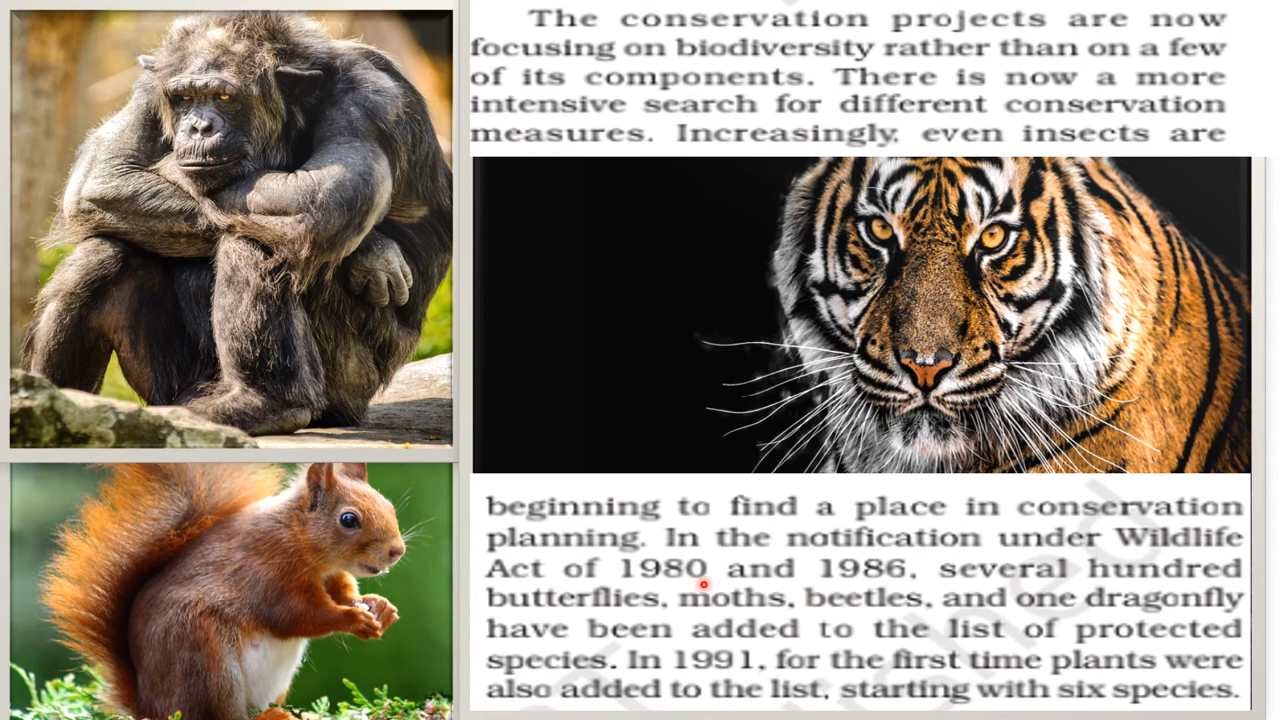 The conservation projects are now
focusing on biodiversity rather than on a few
of its components. There is now a more
intensive search for different conservation
measures. Increasingly, even insects are
beginning to find a place in conservation
planning. In the notification under Wildlife
Act of 1980 and 1986, several hundred
butterflies, moths, beetles, and one dragonfly
have been added to the list of protected
species. In 1991, for the first time plants were
also added to the list, starting with six species.